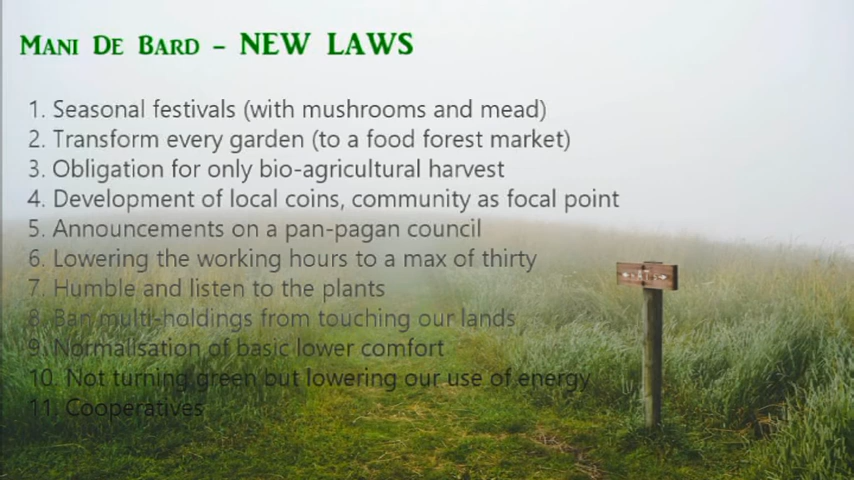 Mani De Bard – NEW LAWS
1. Seasonal festivals (with mushrooms and mead)
2. Transform every garden (to a food forest market)
3. Obligation for only bio-agricultural harvest
4. Development of local coins, community as focal point
5. Announcements on a pan-pagan council
6. Lowering the working hours to a max of thirty
7. Humble and listen to the plants
8. Ban multi-holdings from touching our lands
9. Normalisation of basic lower comfort
10. Not turning green but lowering our use of energy
11. Cooperatives